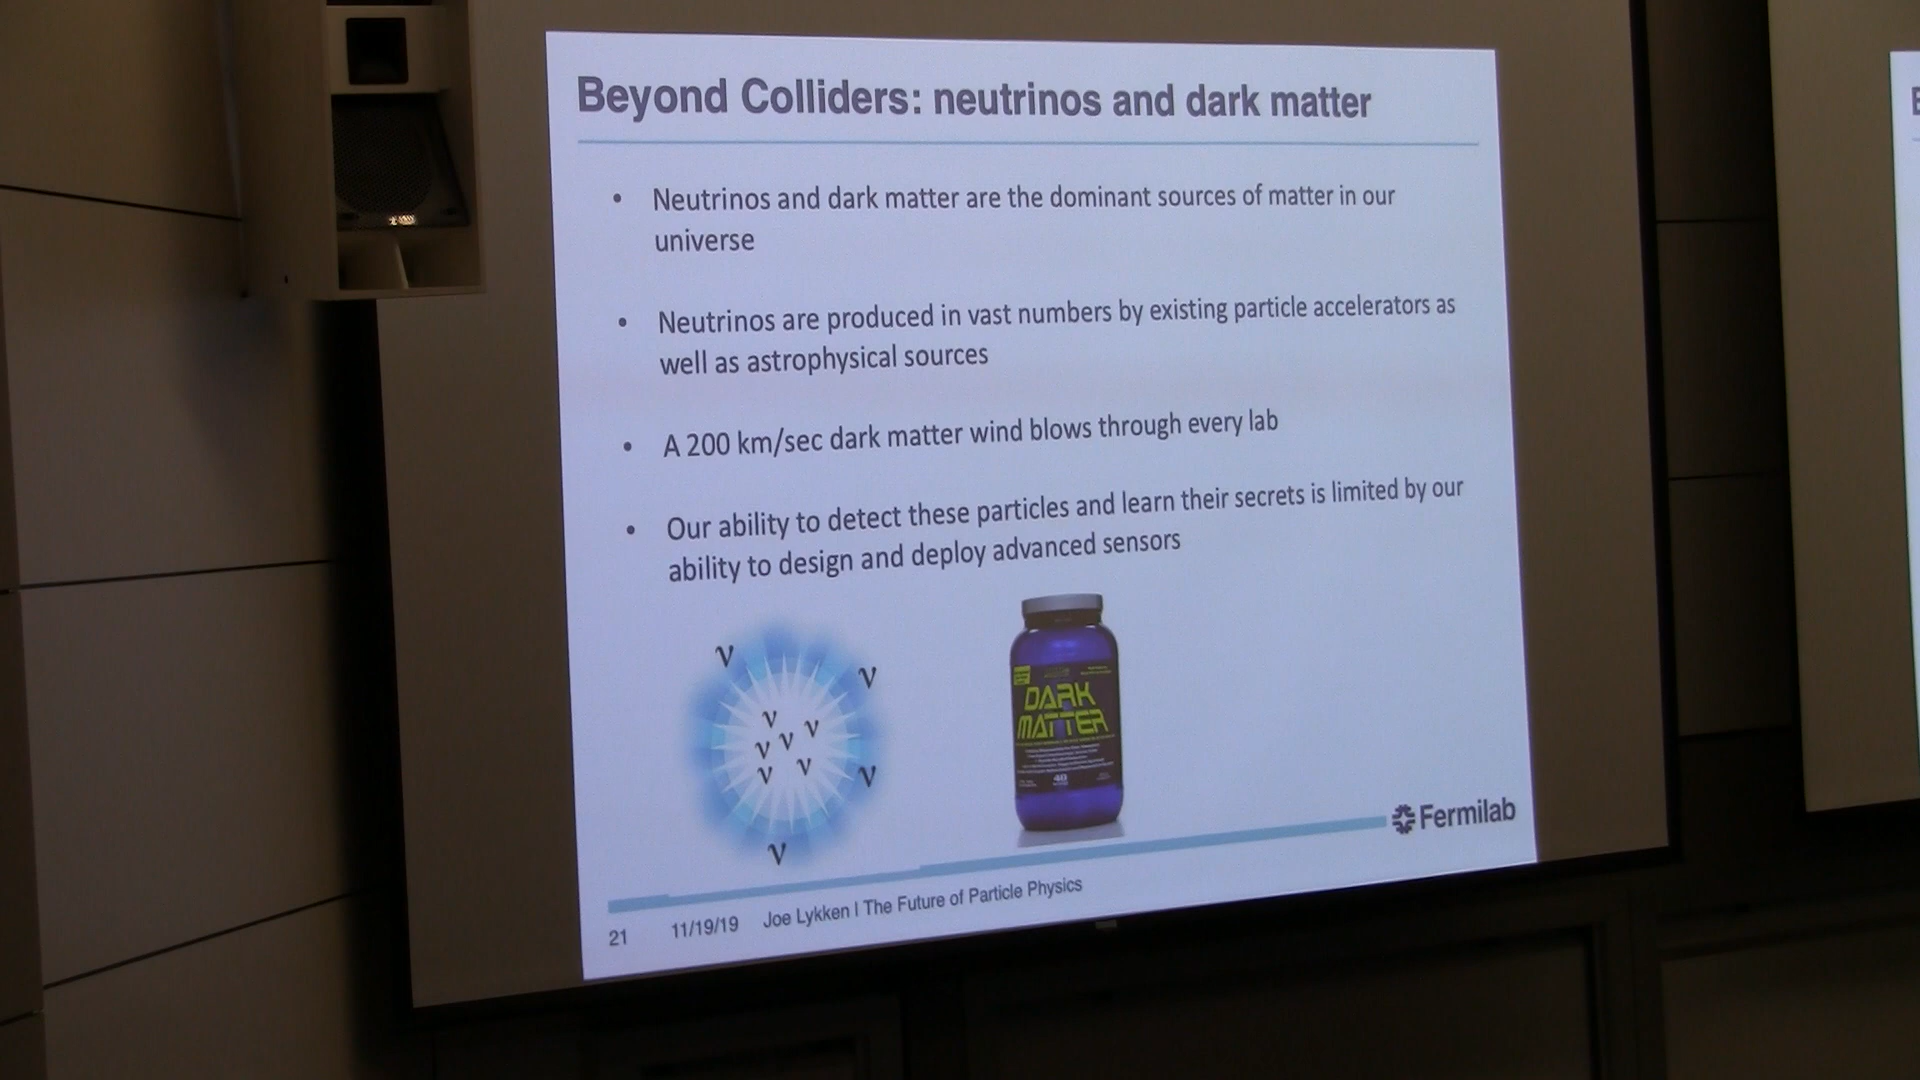 Beyond Colliders: neutrinos and dark matter
• Neutrinos and dark matter are the dominant sources of matter in our
universe
• Neutrinos are produced in vast numbers by existing particle accelerators as
well as astrophysical sources
• A 200 km/sec dark matter wind blows through every lab
• Our ability to detect these particles and learn their secrets is limited by our
ability to design and deploy advanced sensors
ν
ν
ν
ν
ν
ν
ν
ν
ν
ν
DARK
MATTER
40
Fermilab
21 11/19/19 Joe Lykken | The Future of Particle Physics